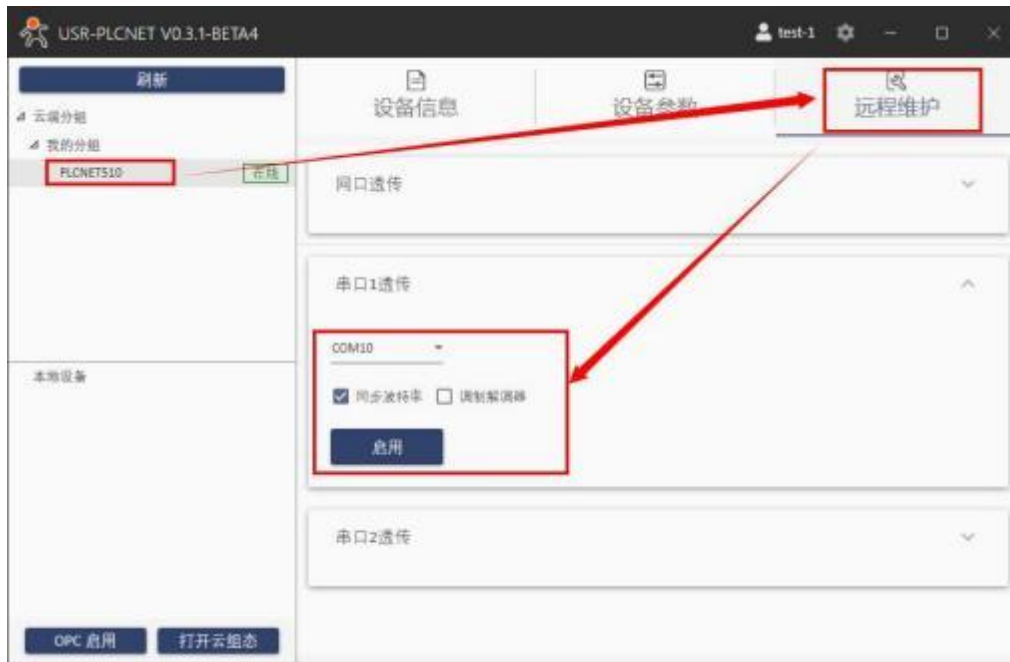 USR-PLCNET V0.3.1-BETA4
test-1
刷新
云端分组
我的分组
PLCNET510
在线
本地设备
OPC 启用
打开云组态
设备信息
设备参数
远程维护
网口透传
串口1透传
COM10
同步波特率
调制解调器
启用
串口2透传